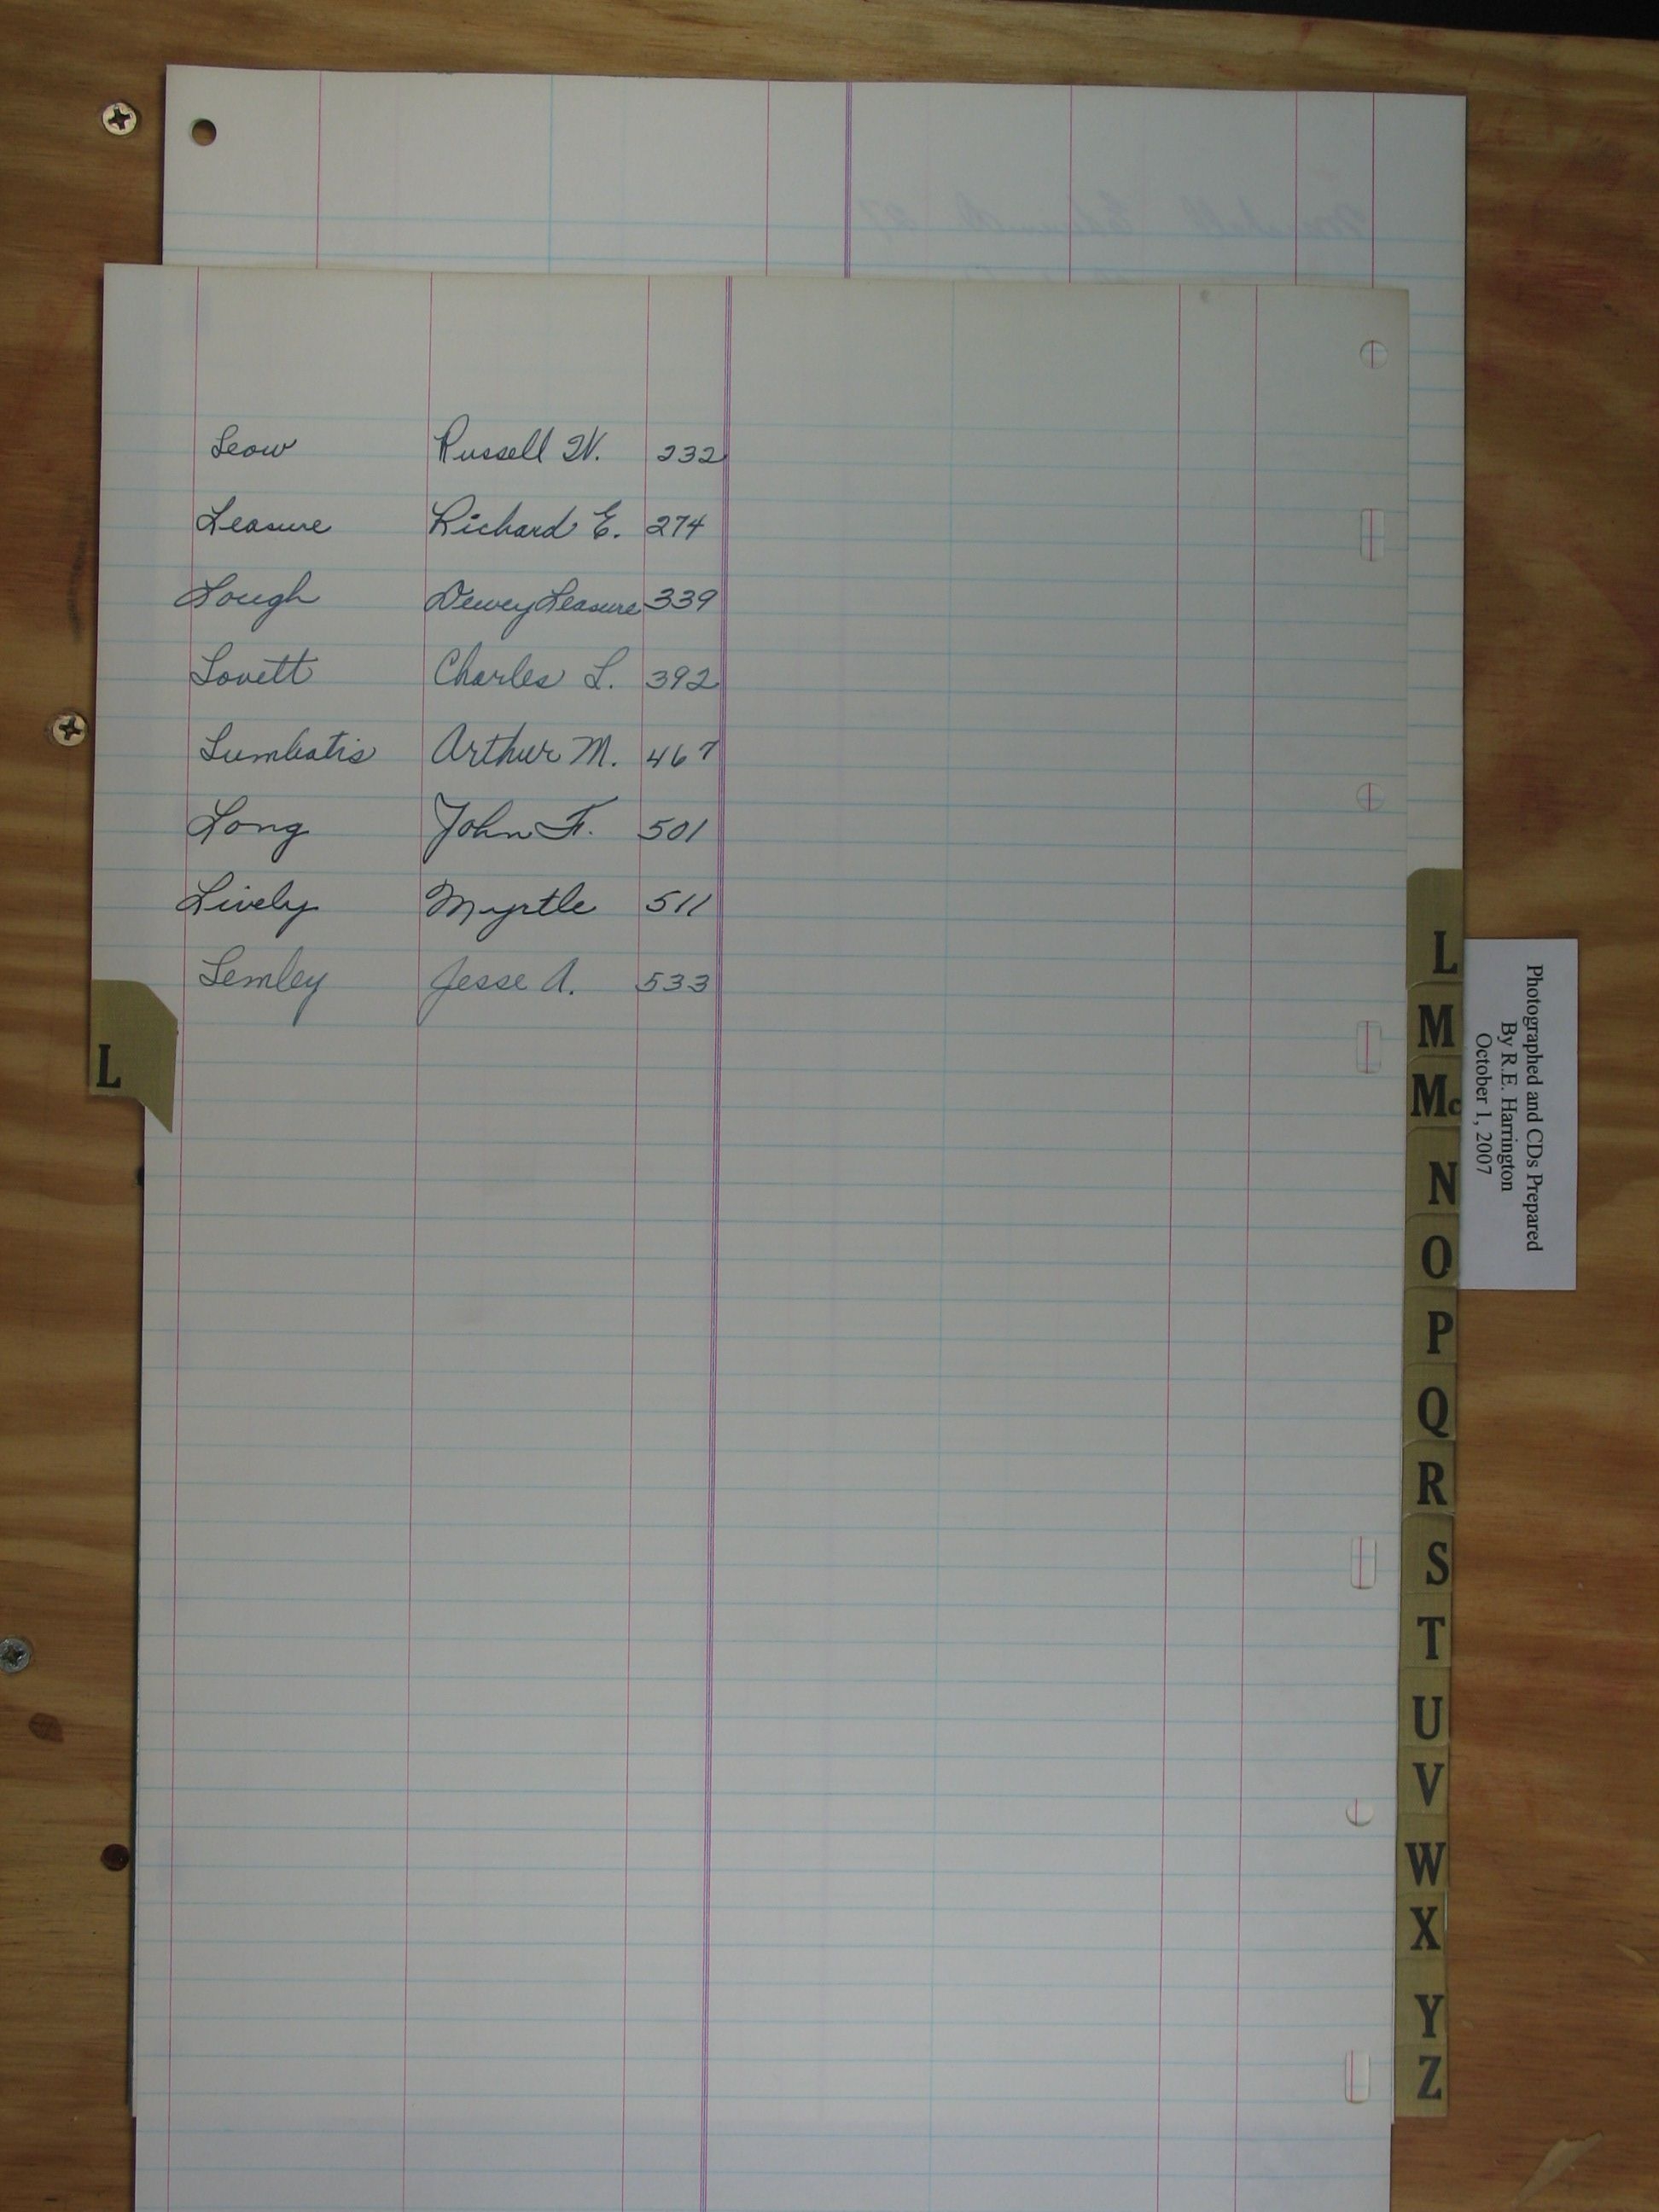 Leow Russell W. 232
Leasure Richard E. 274
Lough Dewey Leasure 339
Lovett Charles L. 392
Lumbatis Arthur M. 467
Long John F. 501
Lively Myrtle 511
Lemley Jesse A. 533
L
L
M
Mc
N
O
P
Q
R
S
T
U
V
W
X
Y
Z
Photographed and CDs Prepared
By R.E. Harrington
October 1, 2007